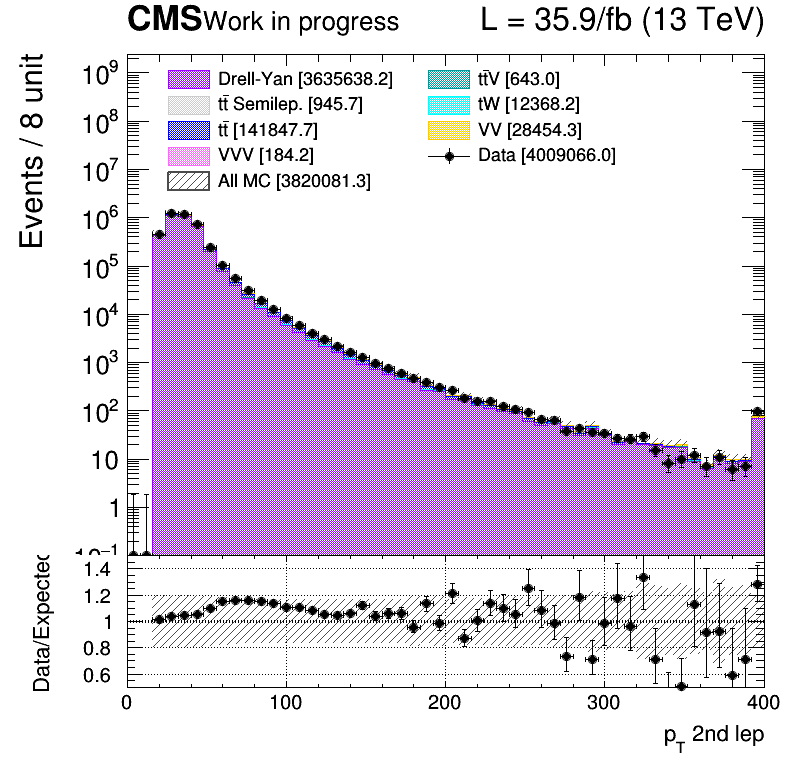 CMS Work in progress L = 35.9/fb (13 TeV)
Events / 8 unit
Drell-Yan [3635638.2] tt̄V [643.0]
tt̄ Semilep. [945.7] tW [12368.2]
tt̄ [141847.7] VV [28454.3]
VVV [184.2] Data [4009066.0]
All MC [3820081.3]
10⁹
10⁸
10⁷
10⁶
10⁵
10⁴
10³
10²
10
1
10⁻¹
Data/Expected
1.4
1.2
1
0.8
0.6
0 100 200 300 400
p_T 2nd lep